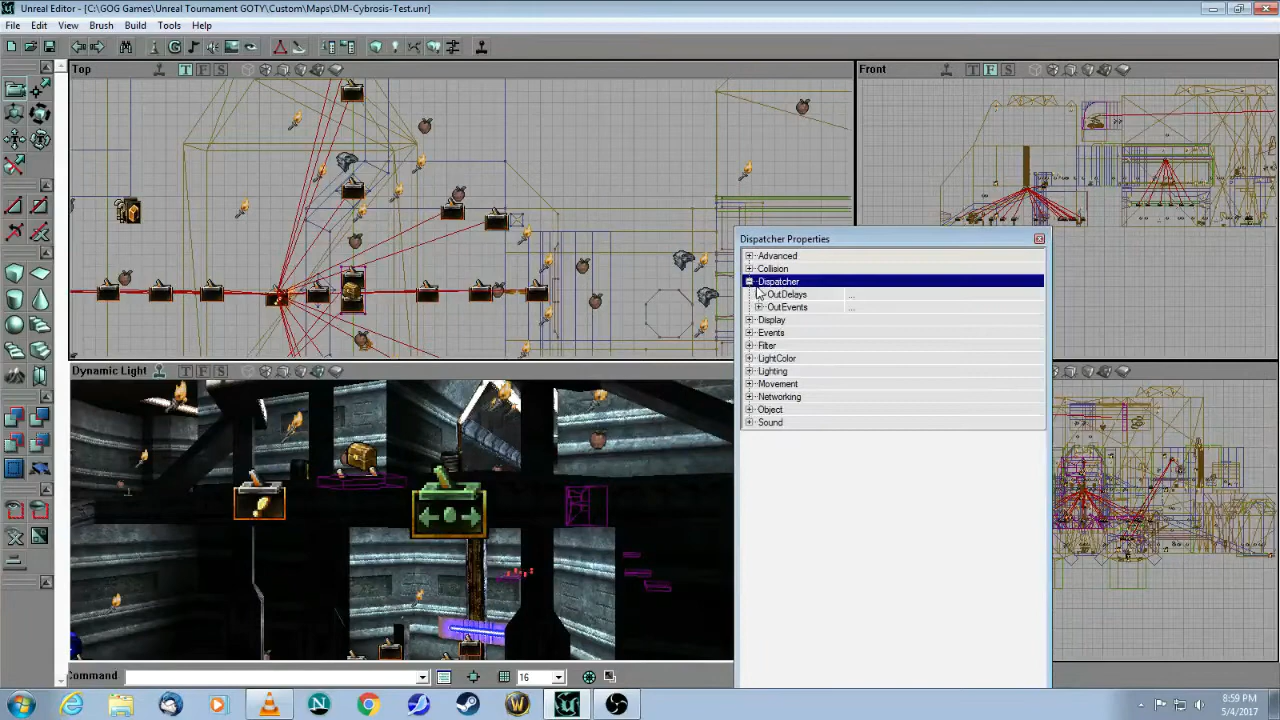 Unreal Editor - [C:\GOG Games\Unreal Tournament GOTY\Custom\Maps\DM-Cybrosis-Test.unr]
File Edit View Brush Build Tools Help
Top T F S
Front T F S
Dispatcher Properties
Advanced
Collision
Dispatcher
OutDelays ...
OutEvents ...
Display
Events
Filter
LightColor
Lighting
Movement
Networking
Object
Sound
Dynamic Light T F S
Command 16
8:59 PM
5/4/2017